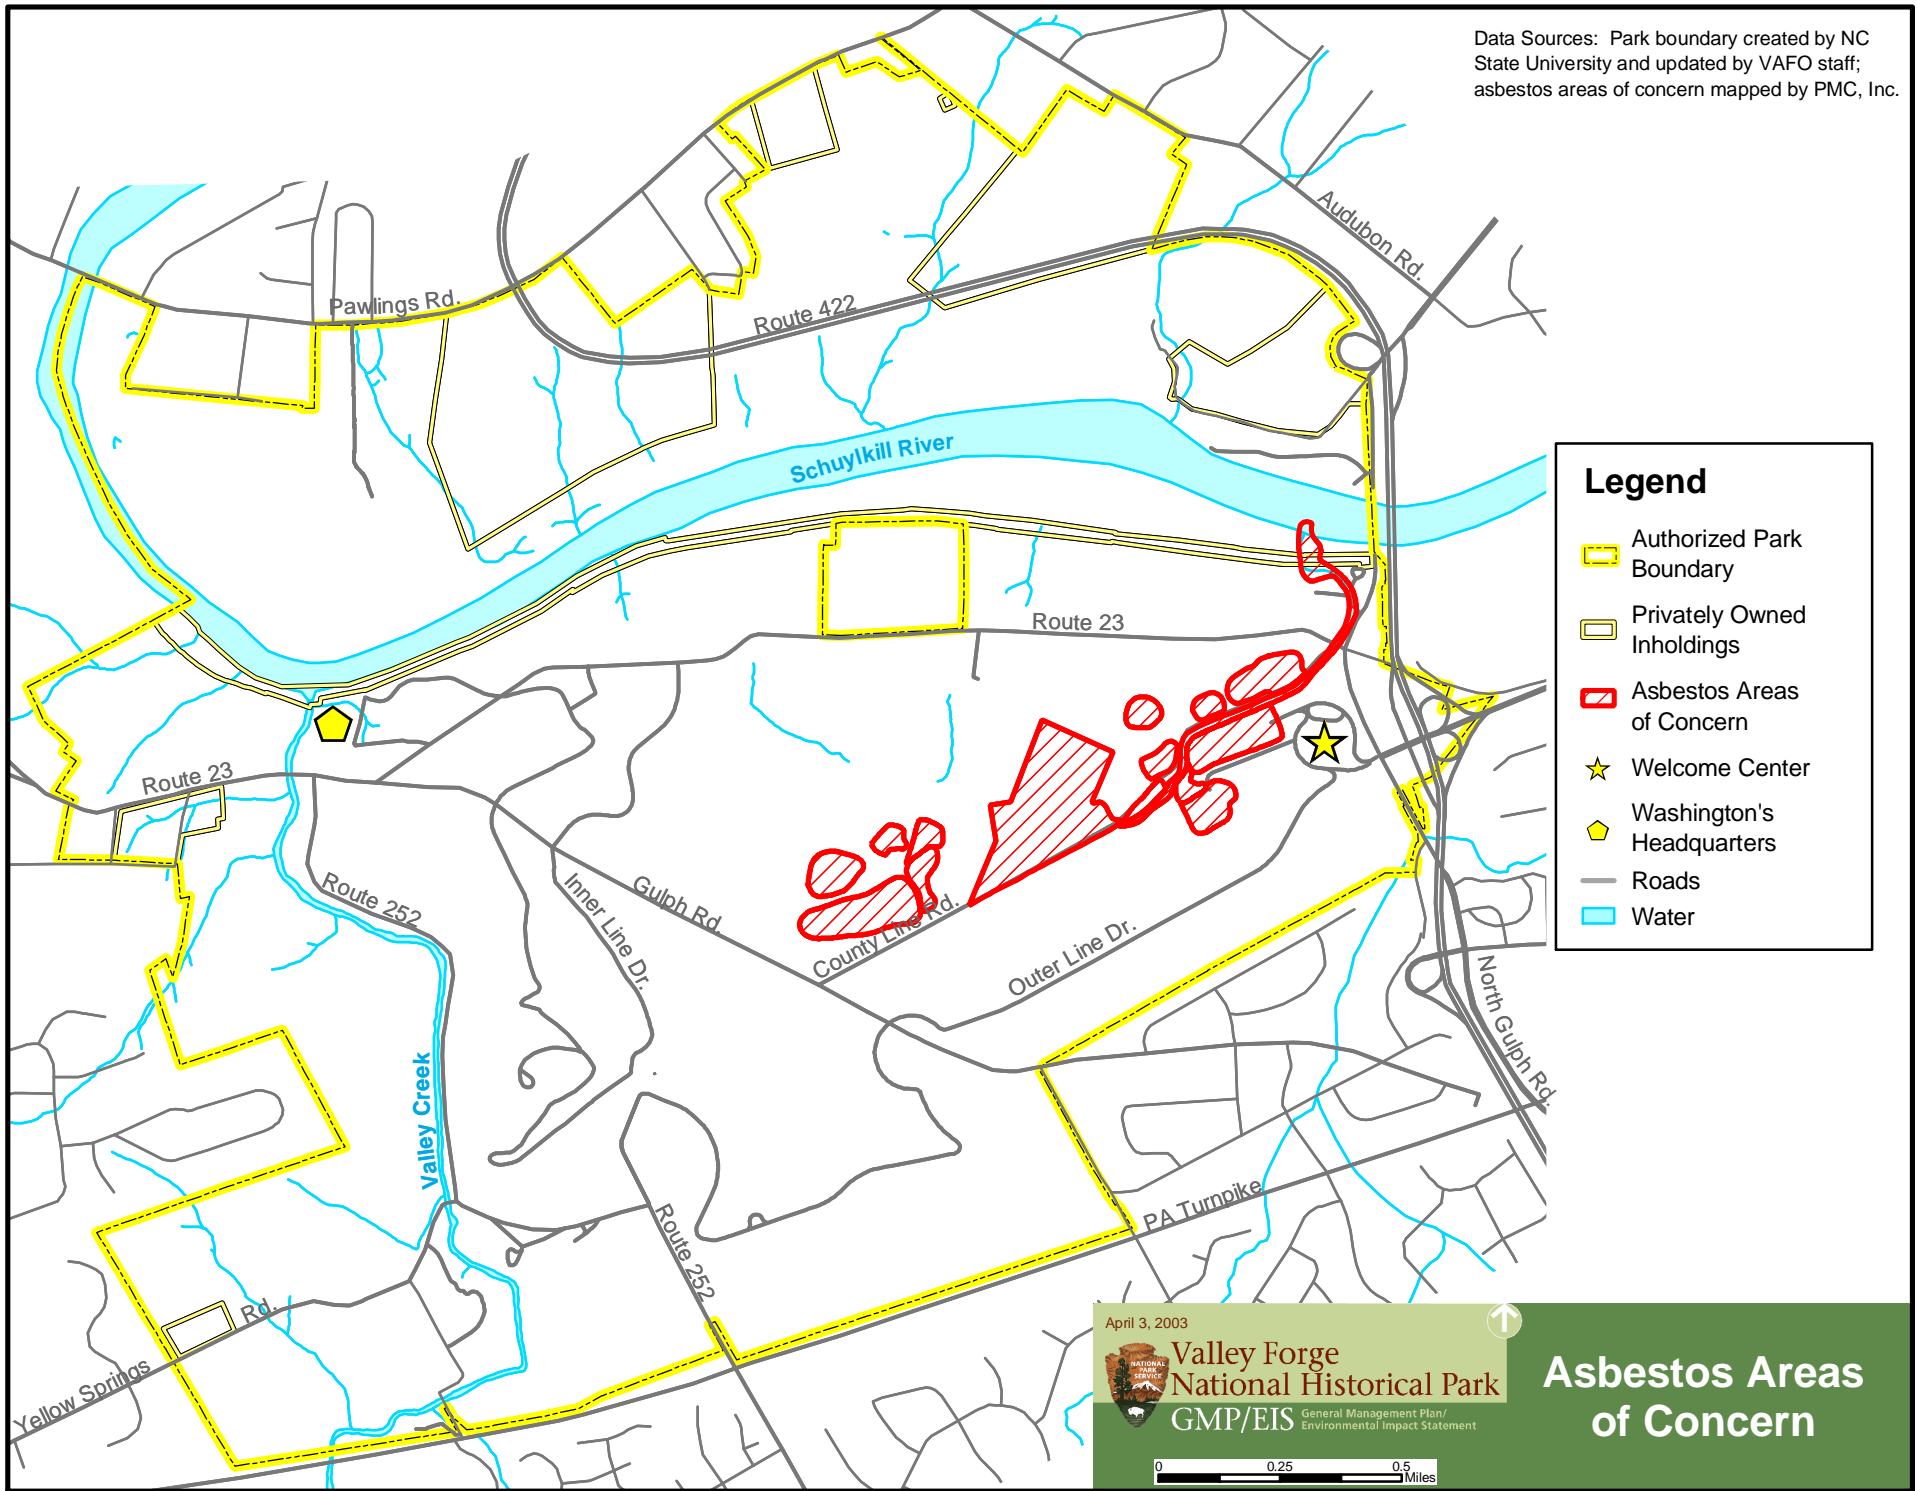 Data Sources: Park boundary created by NC
State University and updated by VAFO staff;
asbestos areas of concern mapped by PMC, Inc.
Audubon Rd.
Pawlings Rd.
Route 422
Schuylkill River
Legend
Authorized Park
Boundary
Privately Owned
Inholdings
Asbestos Areas
of Concern
Welcome Center
Washington's
Headquarters
Roads
Water
Route 23
Route 23
Route 252
Inner Line Dr.
Gulph Rd.
County Line Rd.
Outer Line Dr.
North Gulph Rd.
Valley Creek
PA Turnpike
Route 252
Yellow Springs
Rd.
April 3, 2003
NATIONAL
PARK
SERVICE
Valley Forge
National Historical Park
GMP/EIS
General Management Plan/
Environmental Impact Statement
Asbestos Areas
of Concern
0 0.25 0.5
Miles